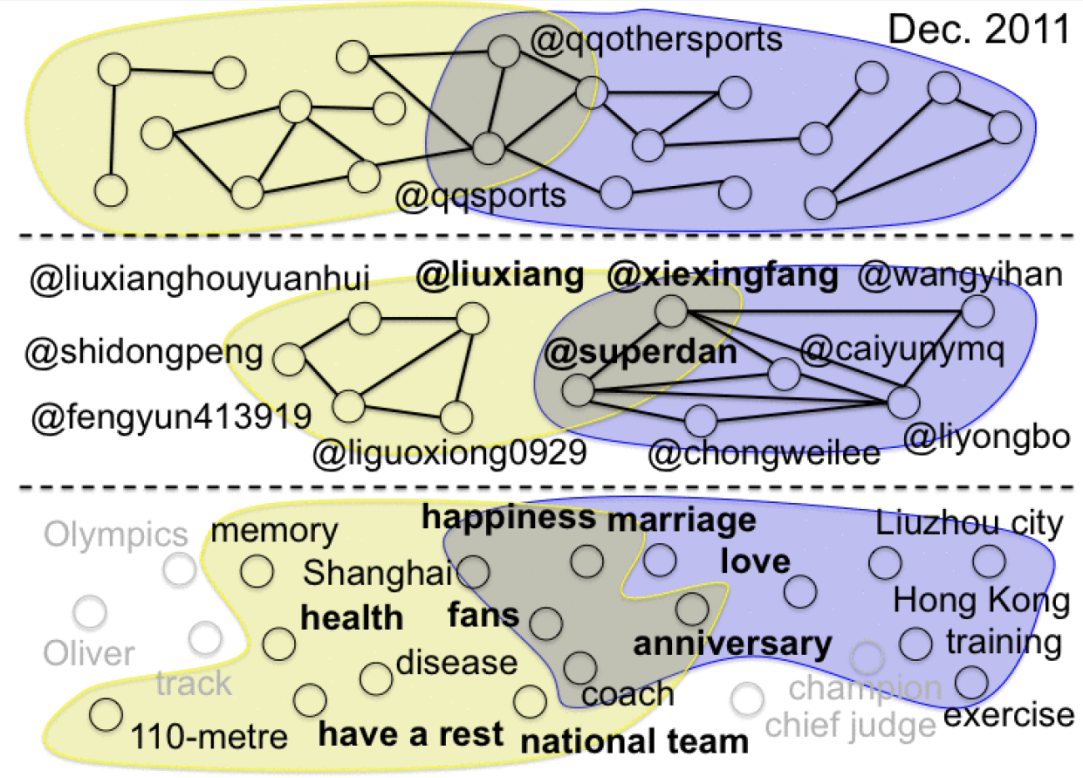 Dec. 2011
@qqothersports
@qqsports
@liuxianghouyuanhui @liuxiang @xiexingfang @wangyihan
@shidongpeng @superdan @caiyunymq
@fengyun413919
@liguoxiong0929 @chongweilee @liyongbo
Olympics memory happiness marriage Liuzhou city
Shanghai love
health fans Hong Kong
Oliver disease anniversary training
track coach champion
110-metre have a rest national team chief judge exercise